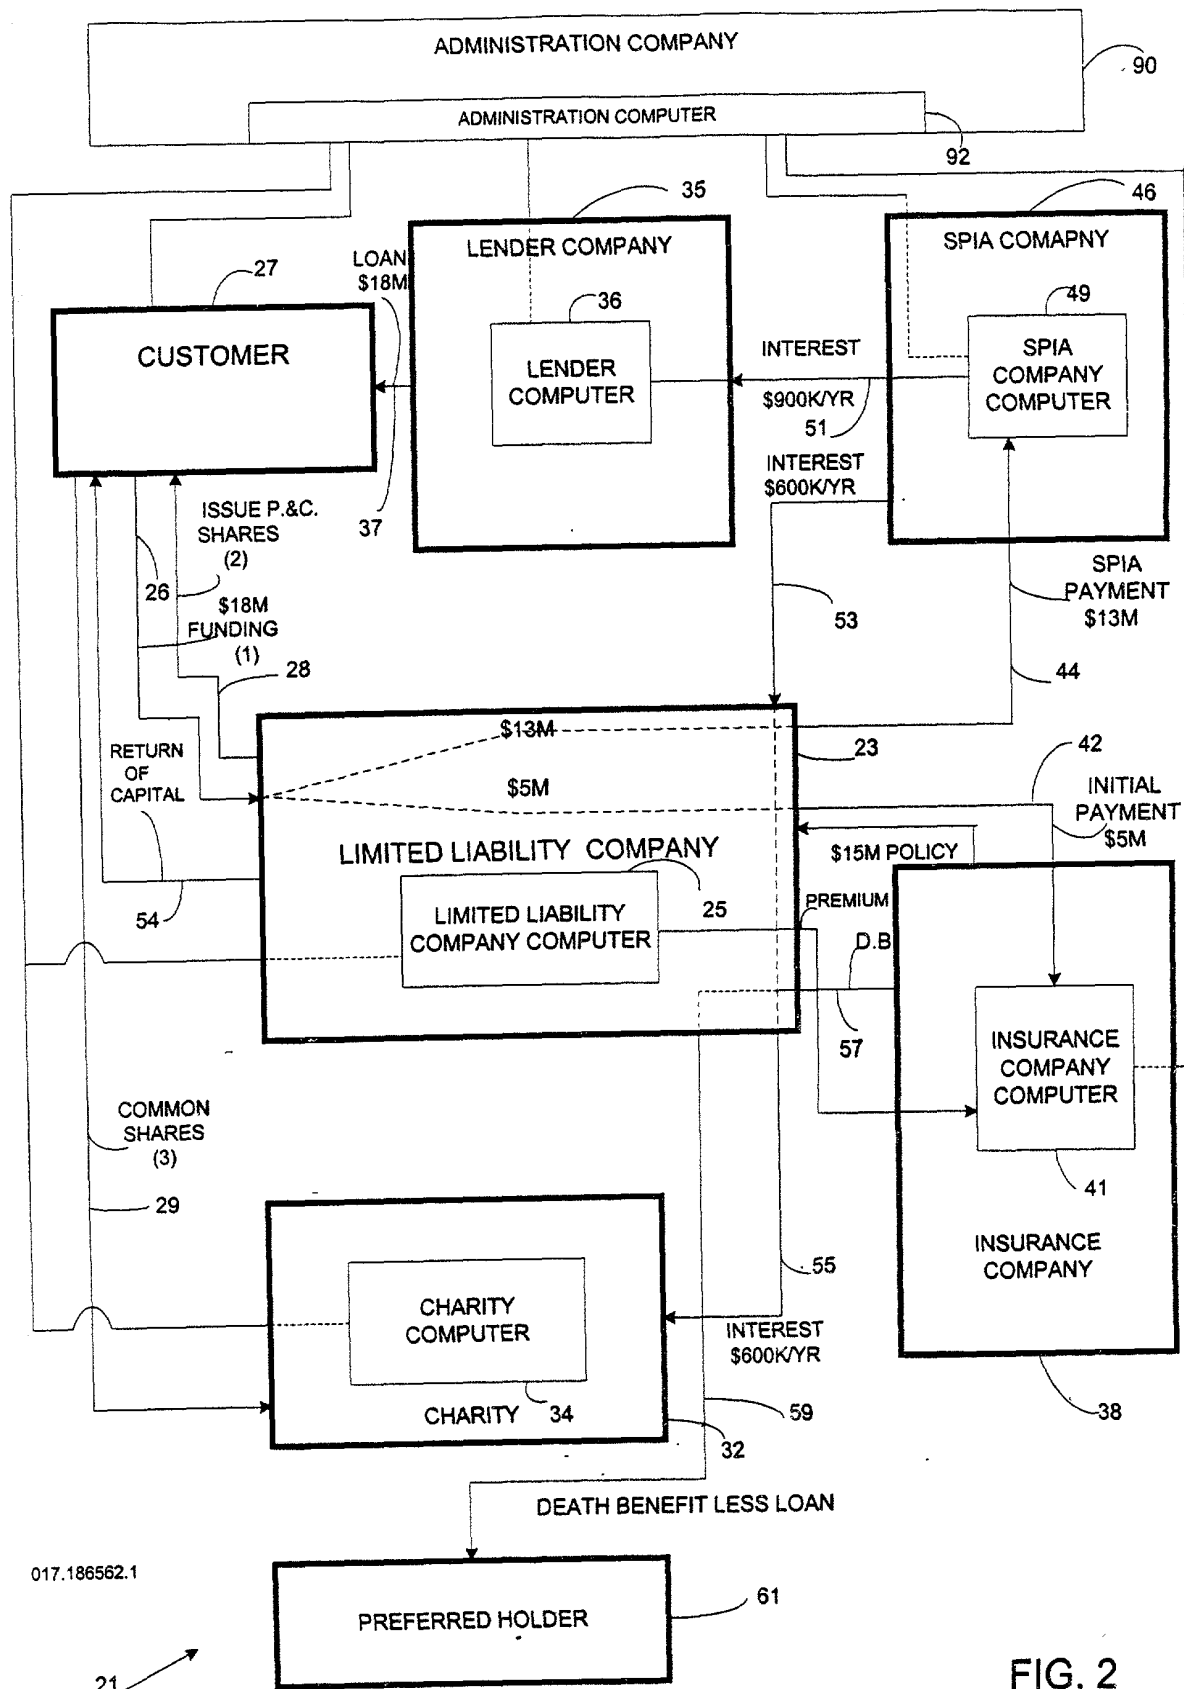 ADMINISTRATION COMPANY
90
ADMINISTRATION COMPUTER
92
35
46
LENDER COMPANY
SPIA COMAPNY
LOAN
$18M
27
36
49
CUSTOMER
LENDER
COMPUTER
INTEREST
$900K/YR
51
SPIA
COMPANY
COMPUTER
INTEREST
$600K/YR
ISSUE P.&C.
SHARES
(2)
37
26
$18M
FUNDING
(1)
28
53
SPIA
PAYMENT
$13M
44
$13M
23
RETURN
OF
CAPITAL
42
$5M
INITIAL
PAYMENT
$5M
LIMITED LIABILITY COMPANY
$15M POLICY
54
LIMITED LIABILITY
COMPANY COMPUTER
25
PREMIUM
D.B
57
INSURANCE
COMPANY
COMPUTER
COMMON
SHARES
(3)
29
41
INSURANCE
COMPANY
55
CHARITY
COMPUTER
INTEREST
$600K/YR
34
CHARITY
32
59
38
DEATH BENEFIT LESS LOAN
017.186562.1
PREFERRED HOLDER
61
21
FIG. 2